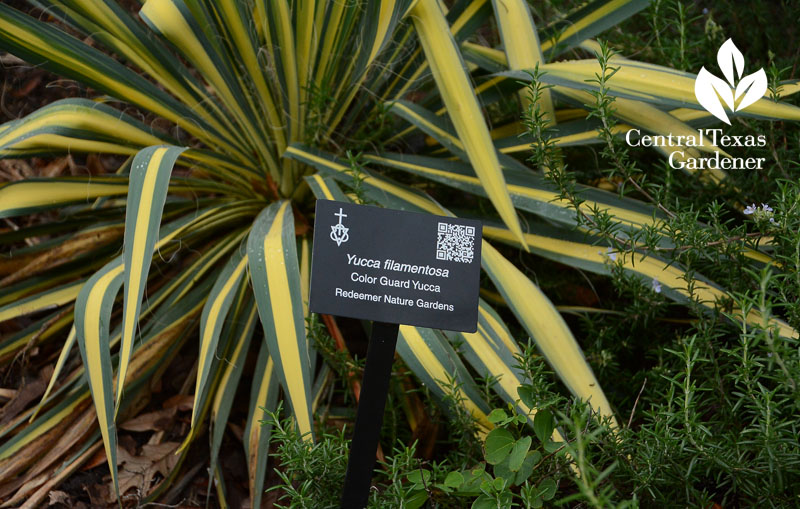 Central Texas
Gardener
Yucca filamentosa
Color Guard Yucca
Redeemer Nature Gardens